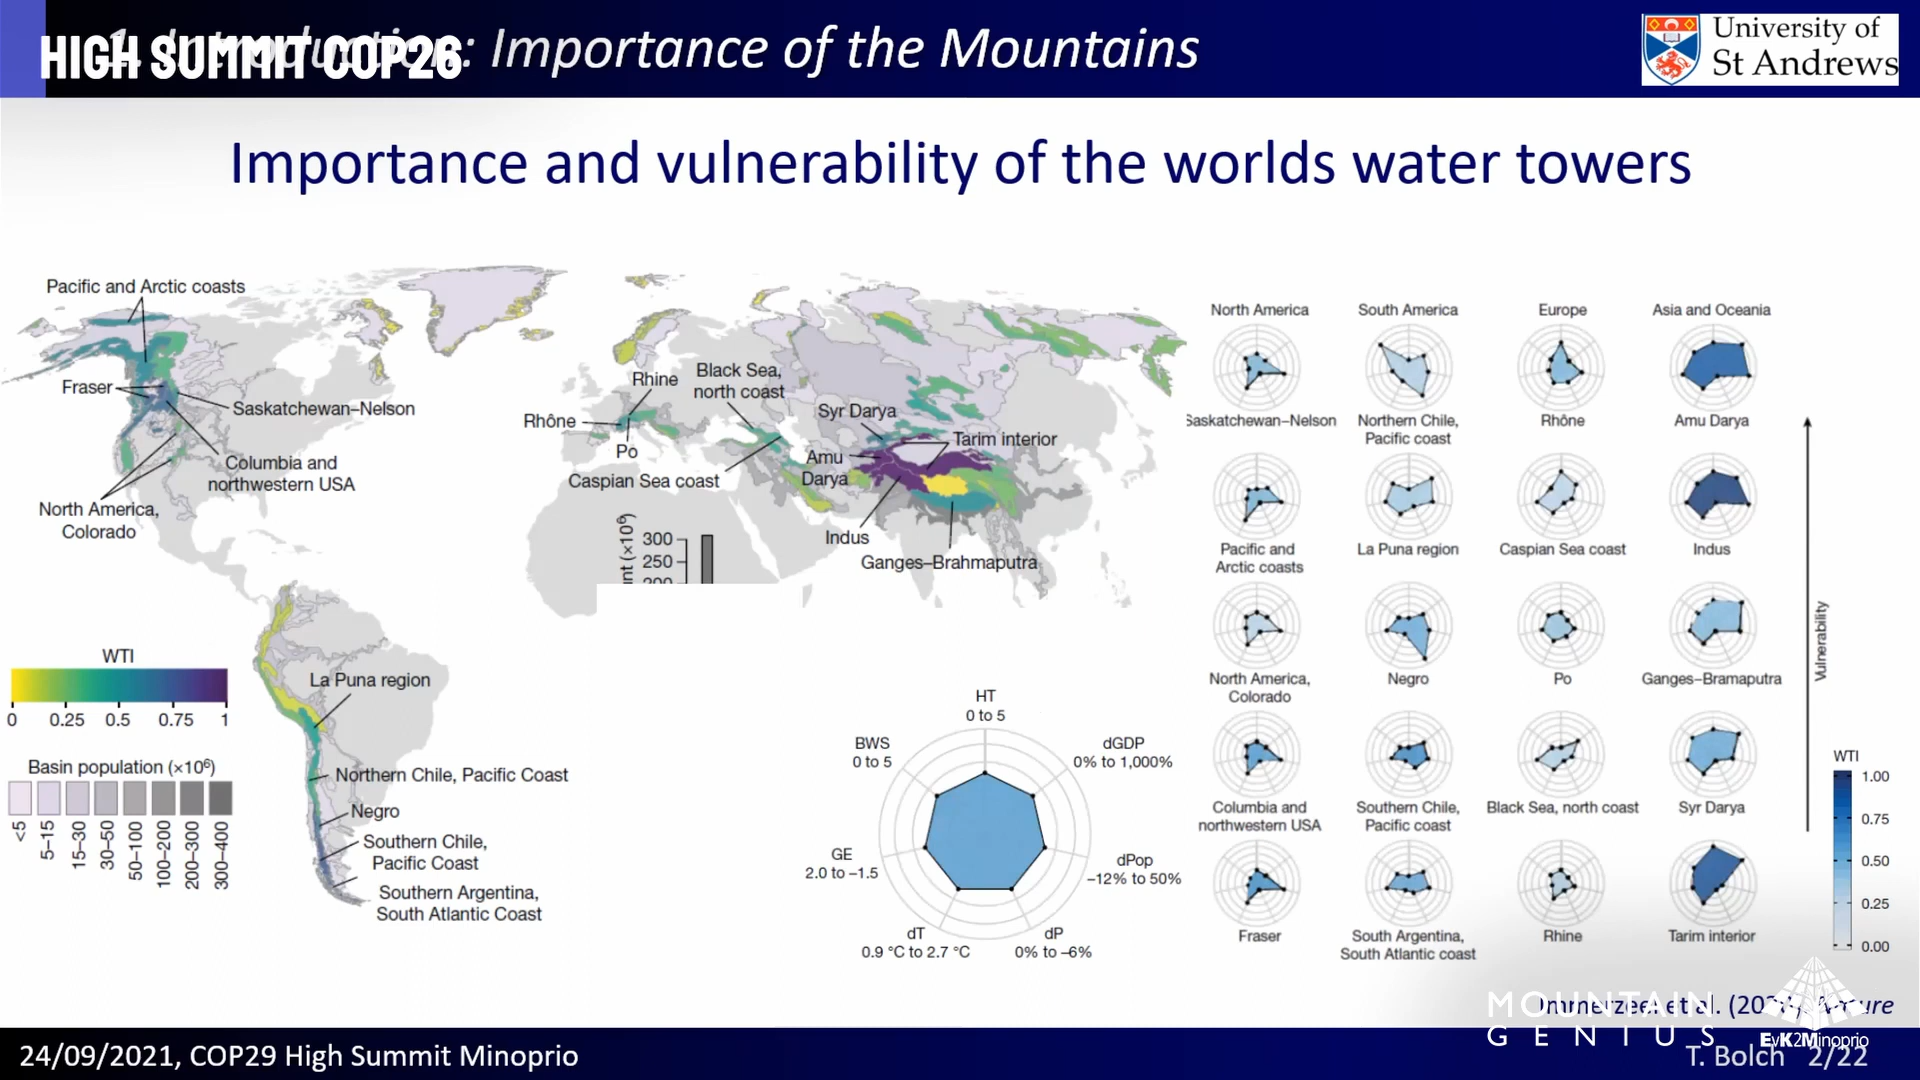 HIGH SUMMIT COP26
1. Introduction: Importance of the Mountains
University of
St Andrews
Importance and vulnerability of the worlds water towers
Pacific and Arctic coasts
Fraser
Saskatchewan–Nelson
Columbia and
northwestern USA
North America,
Colorado
Rhine
Rhône
Po
Black Sea,
north coast
Caspian Sea coast
Syr Darya
Amu
Darya
Tarim interior
Indus
Ganges–Brahmaputra
300
250
La Puna region
Northern Chile, Pacific Coast
Negro
Southern Chile,
Pacific Coast
Southern Argentina,
South Atlantic Coast
WTI
0 0.25 0.5 0.75 1
Basin population (×10⁶)
<5
5–15
15–30
30–50
50–100
100–200
200–300
300–400
HT
0 to 5
BWS
0 to 5
dGDP
0% to 1,000%
GE
2.0 to –1.5
dPop
–12% to 50%
dT
0.9 °C to 2.7 °C
dP
0% to –6%
North America South America Europe Asia and Oceania
Saskatchewan–Nelson
Northern Chile,
Pacific coast
Rhône
Amu Darya
Pacific and
Arctic coasts
La Puna region
Caspian Sea coast
Indus
North America,
Colorado
Negro
Po
Ganges–Bramaputra
Columbia and
northwestern USA
Southern Chile,
Pacific coast
Black Sea, north coast
Syr Darya
Fraser
South Argentina,
South Atlantic coast
Rhine
Tarim interior
Vulnerability
WTI
1.00
0.75
0.50
0.25
0.00
Immerzeel et al.
MOUNTAIN
GENIUS
EvK2Minoprio
24/09/2021, COP29 High Summit Minoprio
T. Bolch 2/22